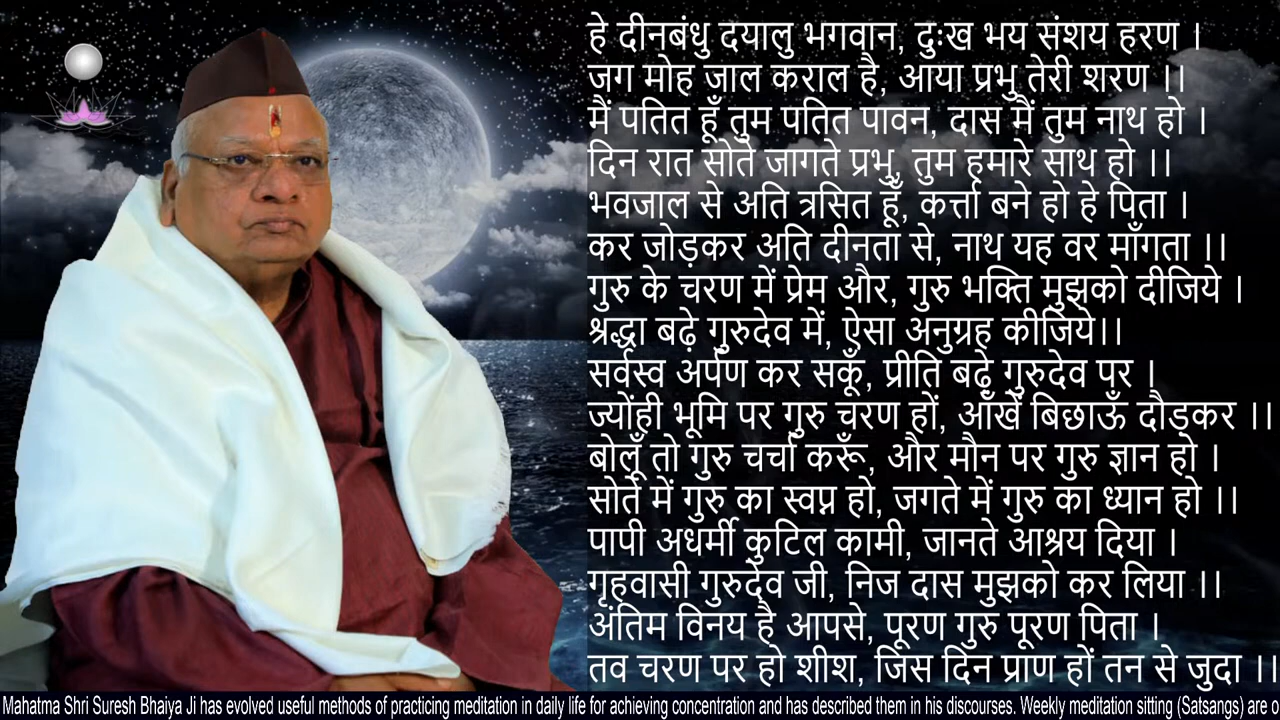 हे दीनबंधु दयालु भगवान, दुःख भय संशय हरण ।
जग मोह जाल कराल है, आया प्रभु तेरी शरण ।।
मैं पतित हूँ तुम पतित पावन, दास मैं तुम नाथ हो ।
दिन रात सोते जागते प्रभु, तुम हमारे साथ हो ।।
भवजाल से अति त्रसित हूँ, कर्त्ता बने हो हे पिता ।
कर जोड़कर अति दीनता से, नाथ यह वर माँगता ।।
गुरु के चरण में प्रेम और, गुरु भक्ति मुझको दीजिये ।
श्रद्धा बढ़े गुरुदेव में, ऐसा अनुग्रह कीजिये।।
सर्वस्व अर्पण कर सकूँ, प्रीति बढ़े गुरुदेव पर ।
ज्योंही भूमि पर गुरु चरण हों, आँखें बिछाऊँ दौड़कर ।।
बोलूँ तो गुरु चर्चा करूँ, और मौन पर गुरु ज्ञान हो ।
सोते में गुरु का स्वप्न हो, जगते में गुरु का ध्यान हो ।।
पापी अधर्मी कुटिल कामी, जानते आश्रय दिया ।
गृहवासी गुरुदेव जी, निज दास मुझको कर लिया ।।
अंतिम विनय है आपसे, पूरण गुरु पूरण पिता ।
तव चरण पर हो शीश, जिस दिन प्राण हों तन से जुदा ।।
Mahatma Shri Suresh Bhaiya Ji has evolved useful methods of practicing meditation in daily life for achieving concentration and has described them in his discourses. Weekly meditation sitting (Satsangs) are o